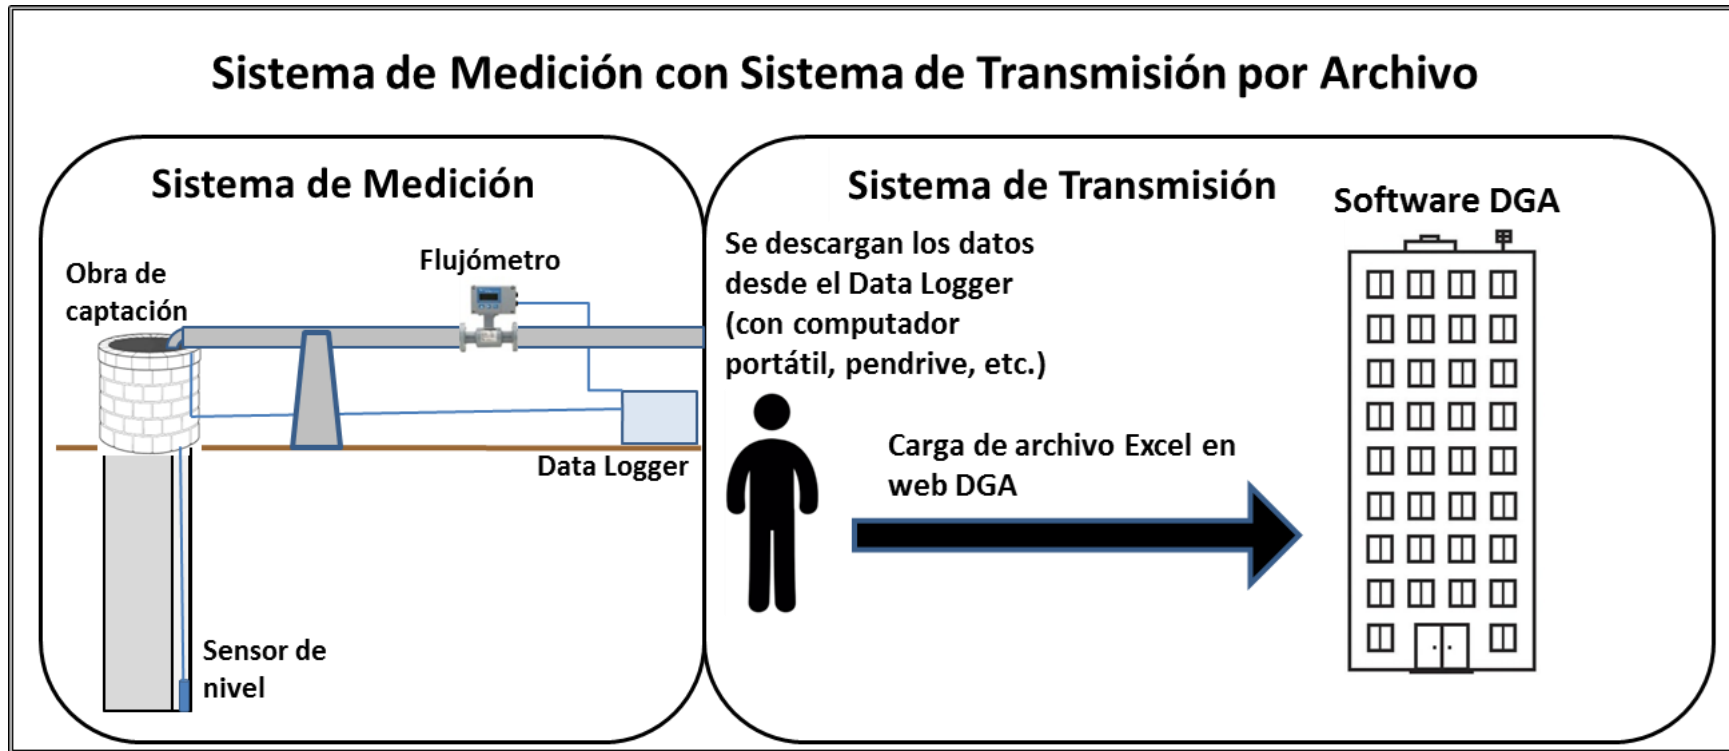 Sistema de Medición con Sistema de Transmisión por Archivo
Sistema de Medición
Obra de
captación
Flujómetro
Data Logger
Sensor de
nivel
Sistema de Transmisión
Se descargan los datos
desde el Data Logger
(con computador
portátil, pendrive, etc.)
Carga de archivo Excel en
web DGA
Software DGA